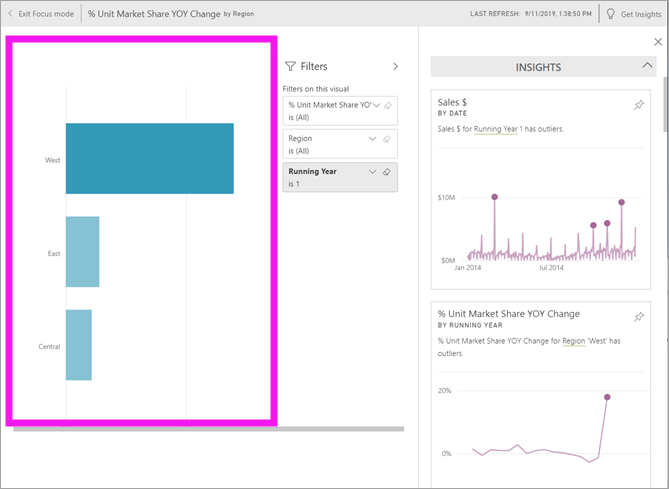 Exit Focus mode
% Unit Market Share YOY Change by Region
LAST REFRESH: 9/11/2019, 1:38:50 PM
Get Insights
West
East
Central
Filters
Filters on this visual
% Unit Market Share YO
is (All)
Region
is (All)
Running Year
is 1
INSIGHTS
Sales $
BY DATE
Sales $ for Running Year 1 has outliers.
$10M
$0M
Jan 2014 Jul 2014
% Unit Market Share YOY Change
BY RUNNING YEAR
% Unit Market Share YOY Change for Region 'West' has
outliers.
20%
0%